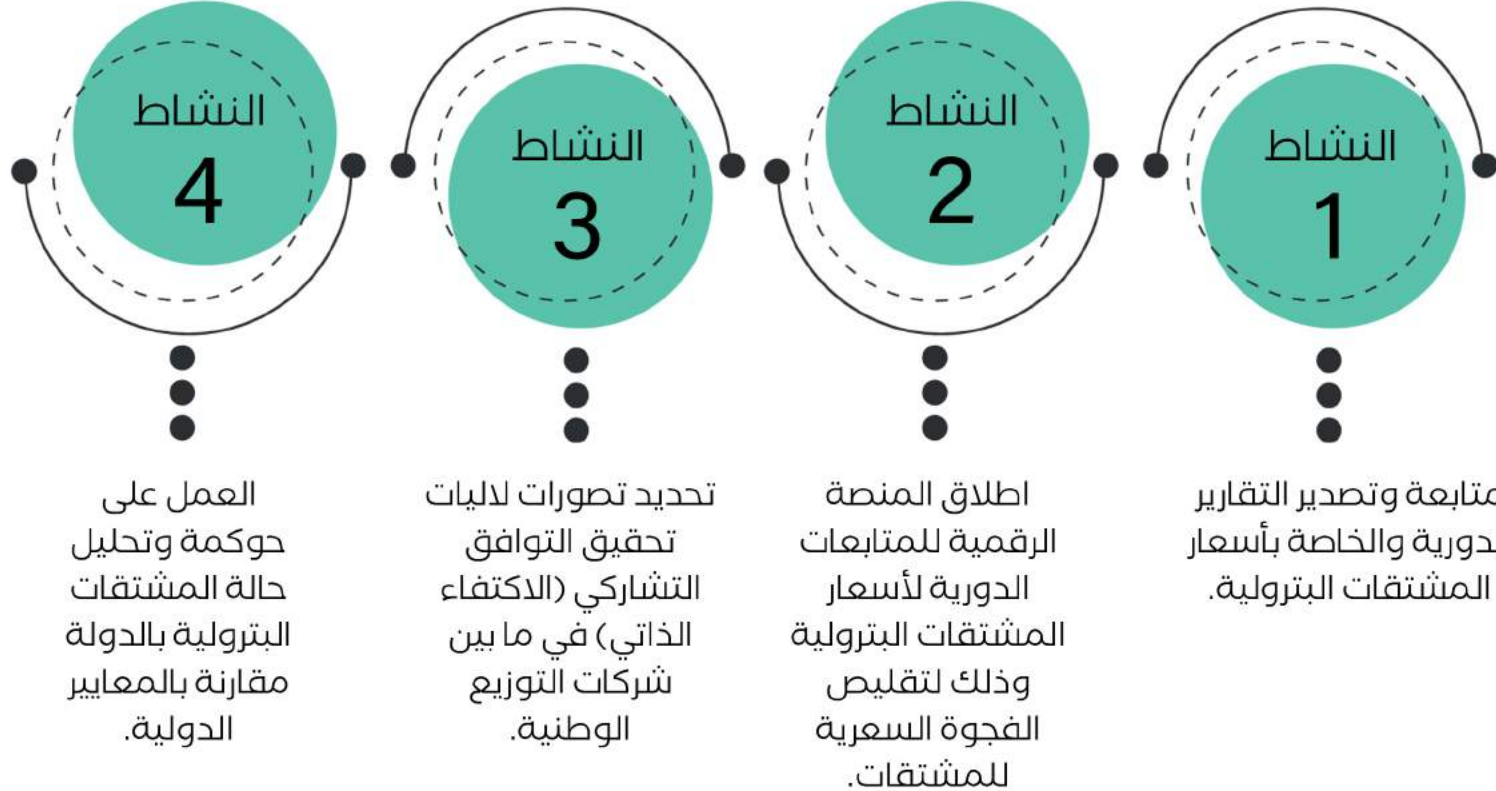 النشاط
1
متابعة وتصدير التقارير
الدورية والخاصة بأسعار
المشتقات البترولية.
النشاط
2
اطلاق المنصة
الرقمية للمتابعات
الدورية لأسعار
المشتقات البترولية
وذلك لتقليص
الفجوة السعرية
للمشتقات.
النشاط
3
تحديد تصورات لاليات
تحقيق التوافق
التشاركي (الاكتفاء
الذاتي) في ما بين
شركات التوزيع
الوطنية.
النشاط
4
العمل على
حوكمة وتحليل
حالة المشتقات
البترولية بالدولة
مقارنة بالمعايير
الدولية.